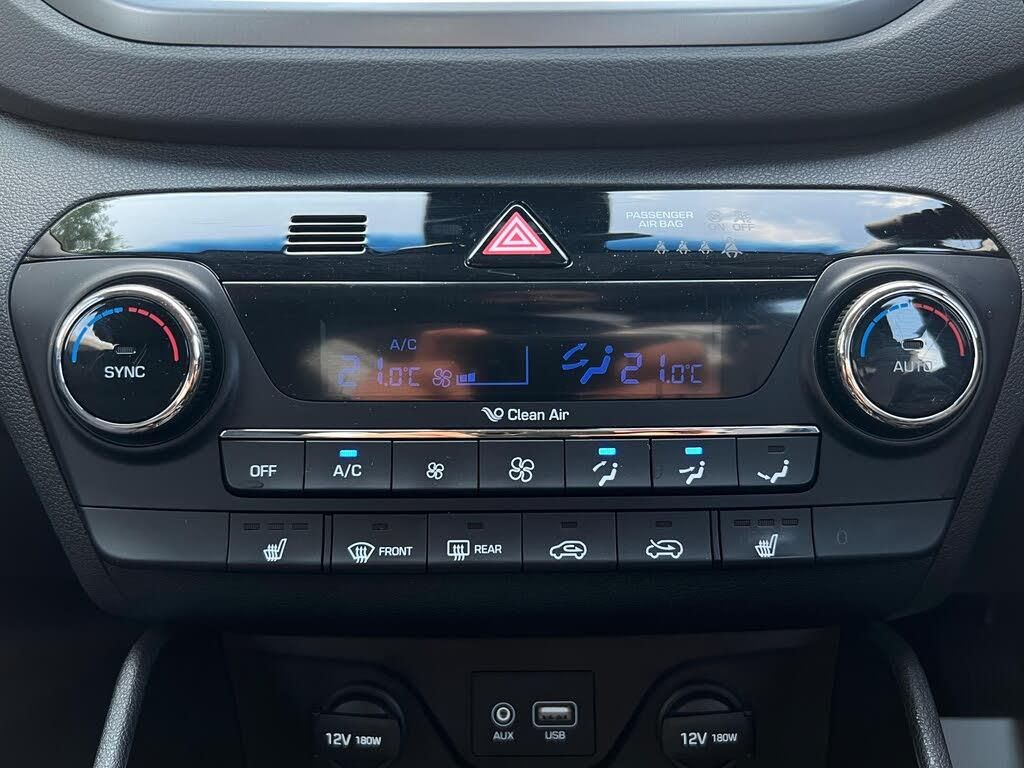 PASSENGER
AIR BAG
ON OFF
A/C
21.0°C
21.0°C
SYNC
AUTO
Clean Air
OFF
A/C
FRONT
REAR
12V 180W
AUX
USB
12V 180W